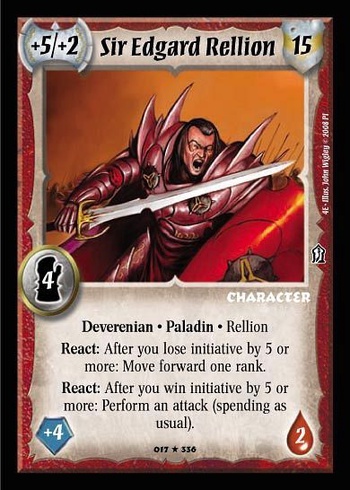 +5/+2 Sir Edgard Rellion 15
4E • Illus. John Wigley © 2008 PI
4
CHARACTER
Deverenian • Paladin • Rellion
React: After you lose initiative by 5 or
more: Move forward one rank.
React: After you win initiative by 5 or
more: Perform an attack (spending as
usual).
+4
2
017 ★ 336